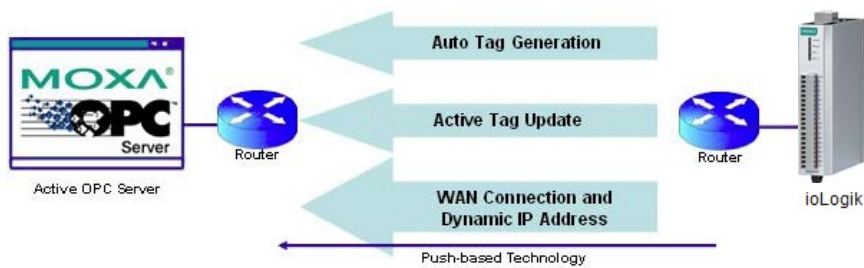 MOXA®
OPC™
Server
Active OPC Server
Router
Auto Tag Generation
Active Tag Update
WAN Connection and
Dynamic IP Address
Push-based Technology
Router
ioLogik